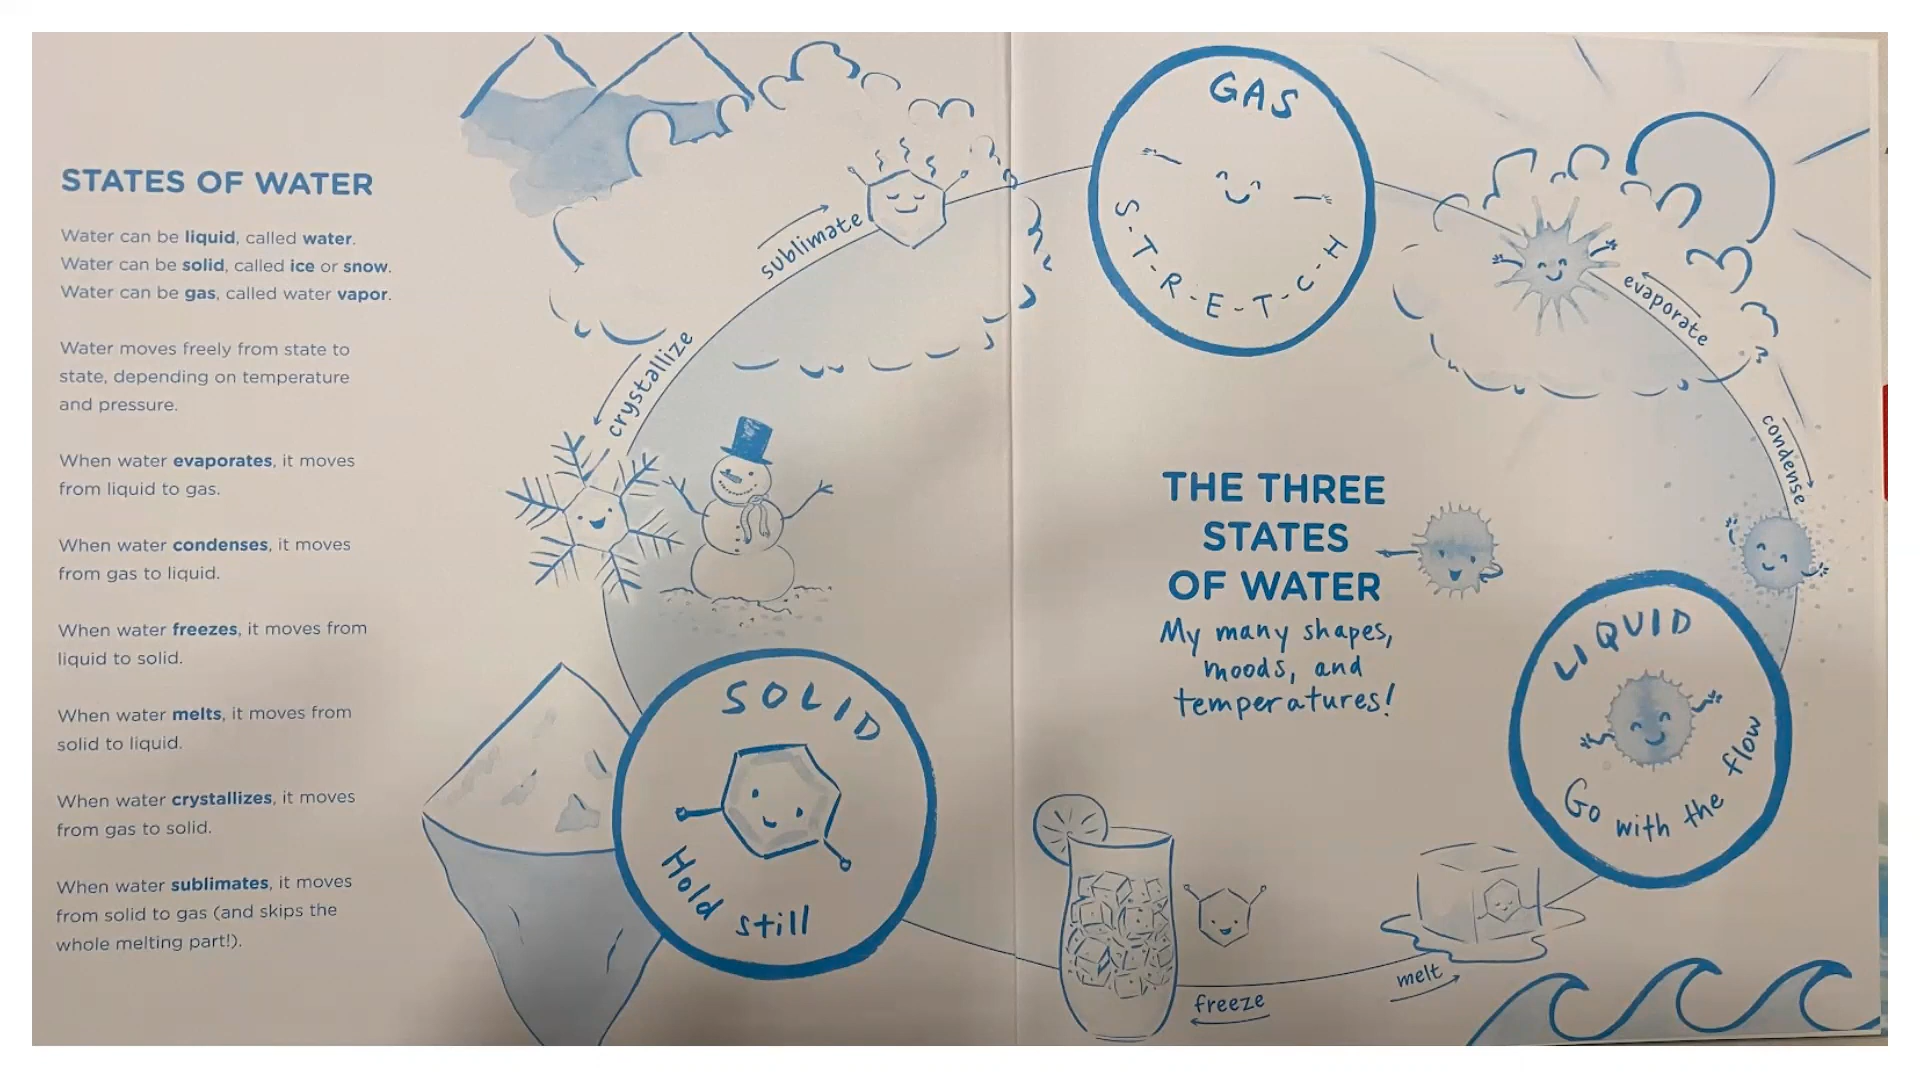 STATES OF WATER
Water can be liquid, called water.
Water can be solid, called ice or snow.
Water can be gas, called water vapor.
Water moves freely from state to
state, depending on temperature
and pressure.
When water evaporates, it moves
from liquid to gas.
When water condenses, it moves
from gas to liquid.
When water freezes, it moves from
liquid to solid.
When water melts, it moves from
solid to liquid.
When water crystallizes, it moves
from gas to solid.
When water sublimates, it moves
from solid to gas (and skips the
whole melting part!).
sublimate
crystallize
SOLID
Hold still
GAS
S-T-R-E-T-C-H
evaporate
condense
THE THREE
STATES
OF WATER
My many shapes,
moods, and
temperatures!
LIQUID
Go with the flow
freeze
melt